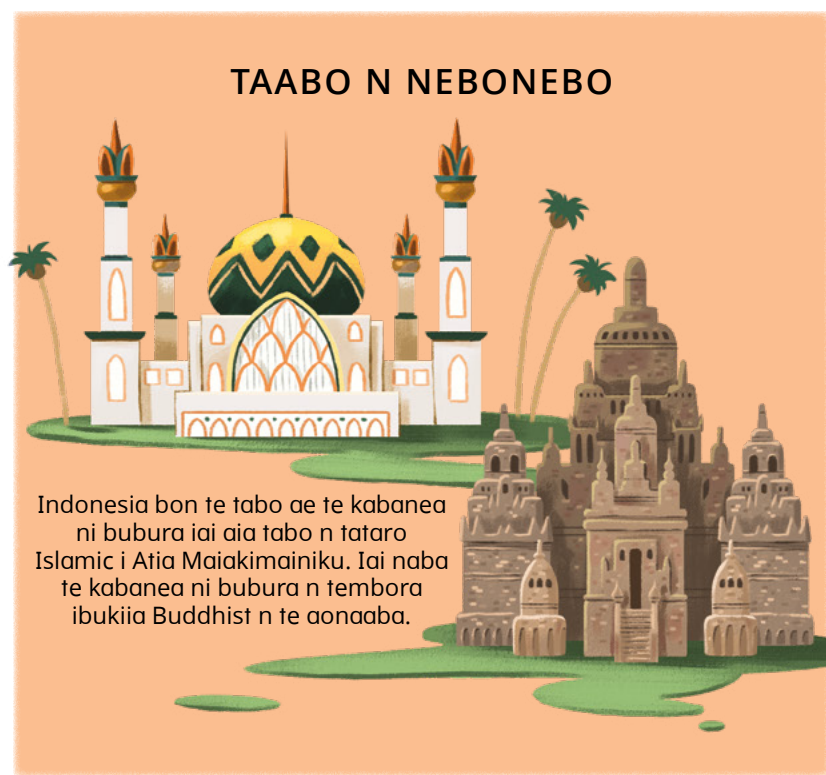 TAABO N NEBONEBO
Indonesia bon te tabo ae te kabanea
ni bubura iai aia tabo n tataro
Islamic i Atia Maiakimainiku. Iai naba
te kabanea ni bubura n tembora
ibukiia Buddhist n te aonaaba.